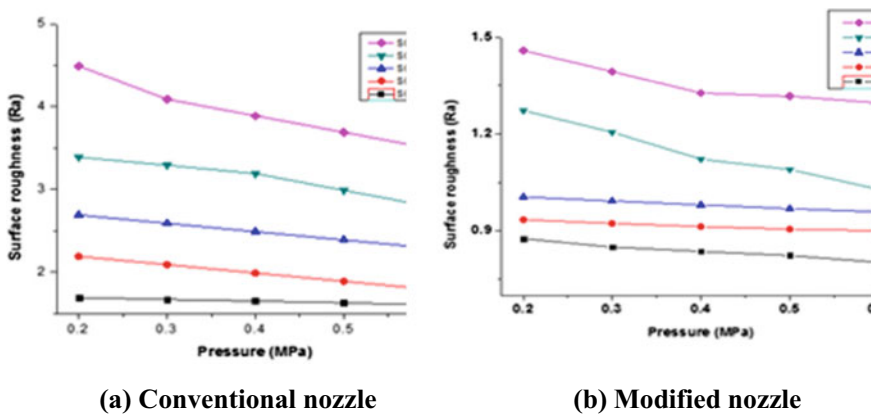 5
4
3
2
Surface roughness (Ra)
0.2 0.3 0.4 0.5
Pressure (MPa)
(a) Conventional nozzle
1.5
1.2
0.9
Surface roughness (Ra)
0.2 0.3 0.4 0.5 0.6
Pressure (MPa)
(b) Modified nozzle